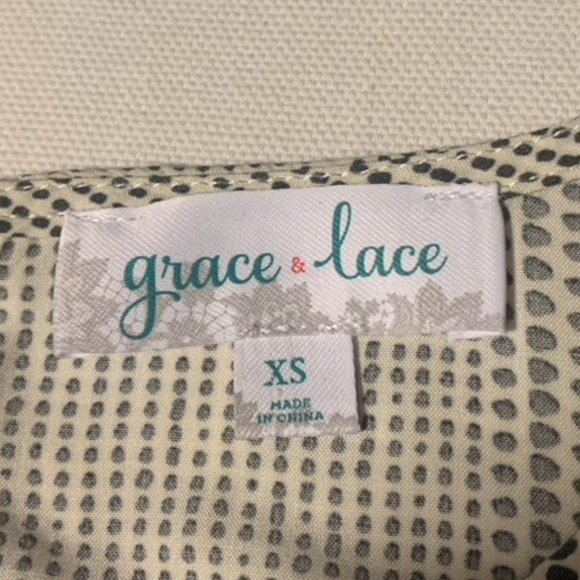 grace & lace
XS
MADE
IN CHINA